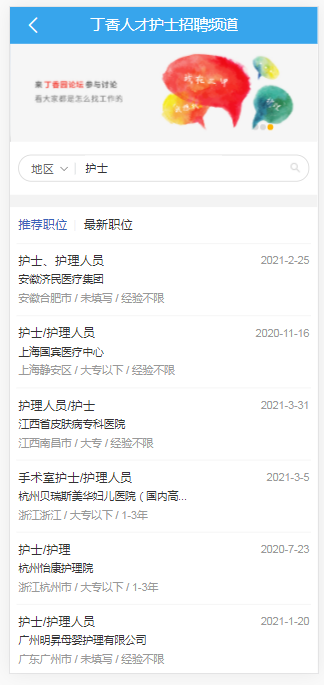 丁香人才护士招聘频道
来丁香园论坛参与讨论
看大家都是怎么找工作的
地区 护士
推荐职位 最新职位
护士、护理人员 2021-2-25
安徽济民医疗集团
安徽合肥市 / 未填写 / 经验不限
护士/护理人员 2020-11-16
上海国宾医疗中心
上海静安区 / 大专以下 / 经验不限
护理人员/护士 2021-3-31
江西省皮肤病专科医院
江西南昌市 / 大专 / 经验不限
手术室护士/护理人员 2021-3-5
杭州贝瑞斯美华妇儿医院（国内高...
浙江浙江 / 大专以下 / 1-3年
护士/护理 2020-7-23
杭州怡康护理院
浙江杭州市 / 大专以下 / 1-3年
护士/护理人员 2021-1-20
广州明昇母婴护理有限公司
广东广州市 / 未填写 / 经验不限